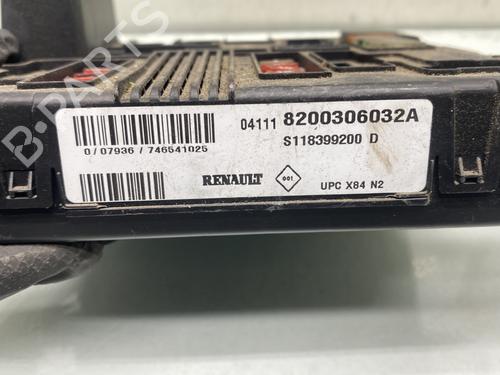 04111 8200306032A
S118399200 D
0/07936/746541025
RENAULT
001
UPC X84 N2
B-Parts